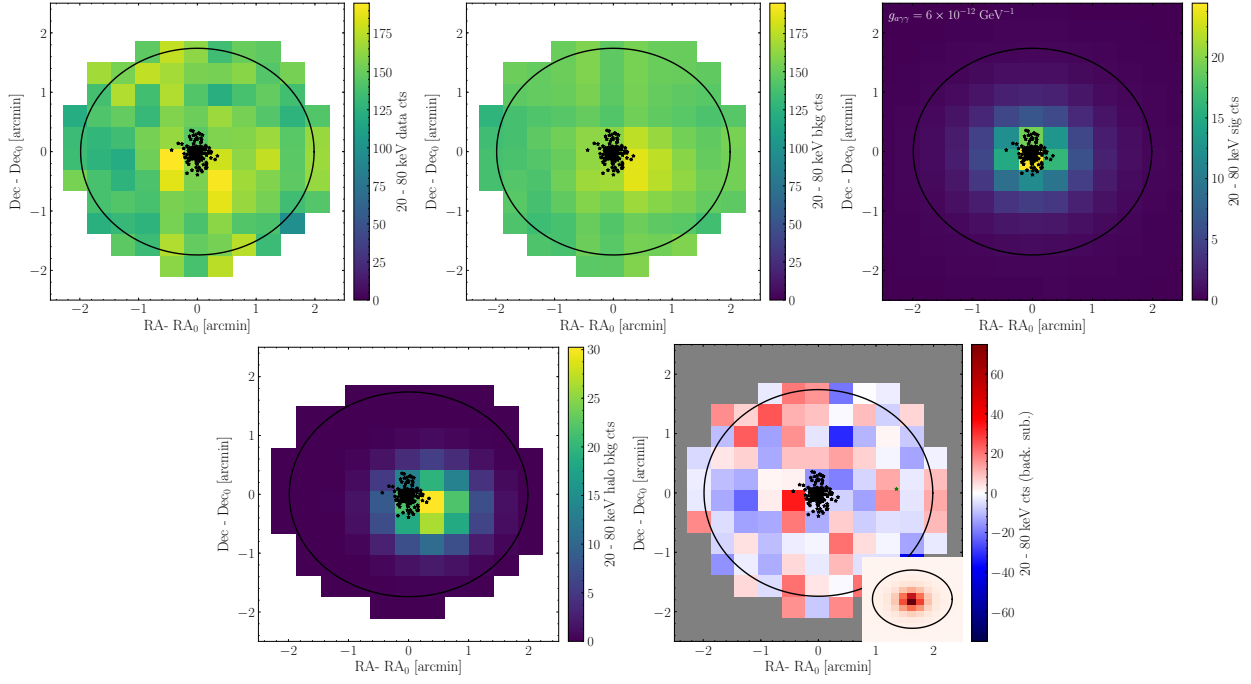 2
1
0
−1
−2
Dec - Dec₀ [arcmin]
−2 −1 0 1 2
RA- RA₀ [arcmin]
175
150
125
100
75
50
25
0
20 - 80 keV data cts
2
1
0
−1
−2
Dec - Dec₀ [arcmin]
−2 −1 0 1 2
RA- RA₀ [arcmin]
175
150
125
100
75
50
25
0
20 - 80 keV bkg cts
g_{aγγ} = 6 × 10⁻¹² GeV⁻¹
2
1
0
−1
−2
Dec - Dec₀ [arcmin]
−2 −1 0 1 2
RA- RA₀ [arcmin]
20
15
10
5
0
20 - 80 keV sig cts
2
1
0
−1
−2
Dec - Dec₀ [arcmin]
−2 −1 0 1 2
RA- RA₀ [arcmin]
30
25
20
15
10
5
0
20 - 80 keV halo bkg cts
2
1
0
−1
−2
Dec - Dec₀ [arcmin]
−2 −1 0 1 2
RA- RA₀ [arcmin]
60
40
20
0
−20
−40
−60
20 - 80 keV cts (back. sub.)